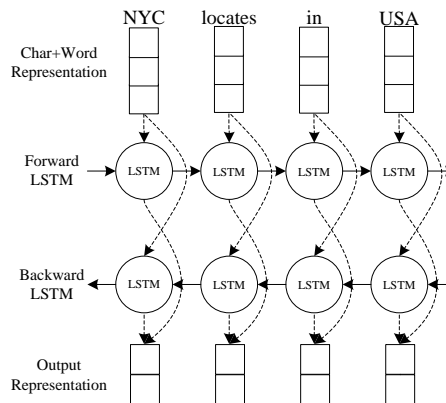 NYC locates in USA
Char+Word
Representation
Forward
LSTM
LSTM LSTM LSTM LSTM
Backward
LSTM
LSTM LSTM LSTM LSTM
Output
Representation